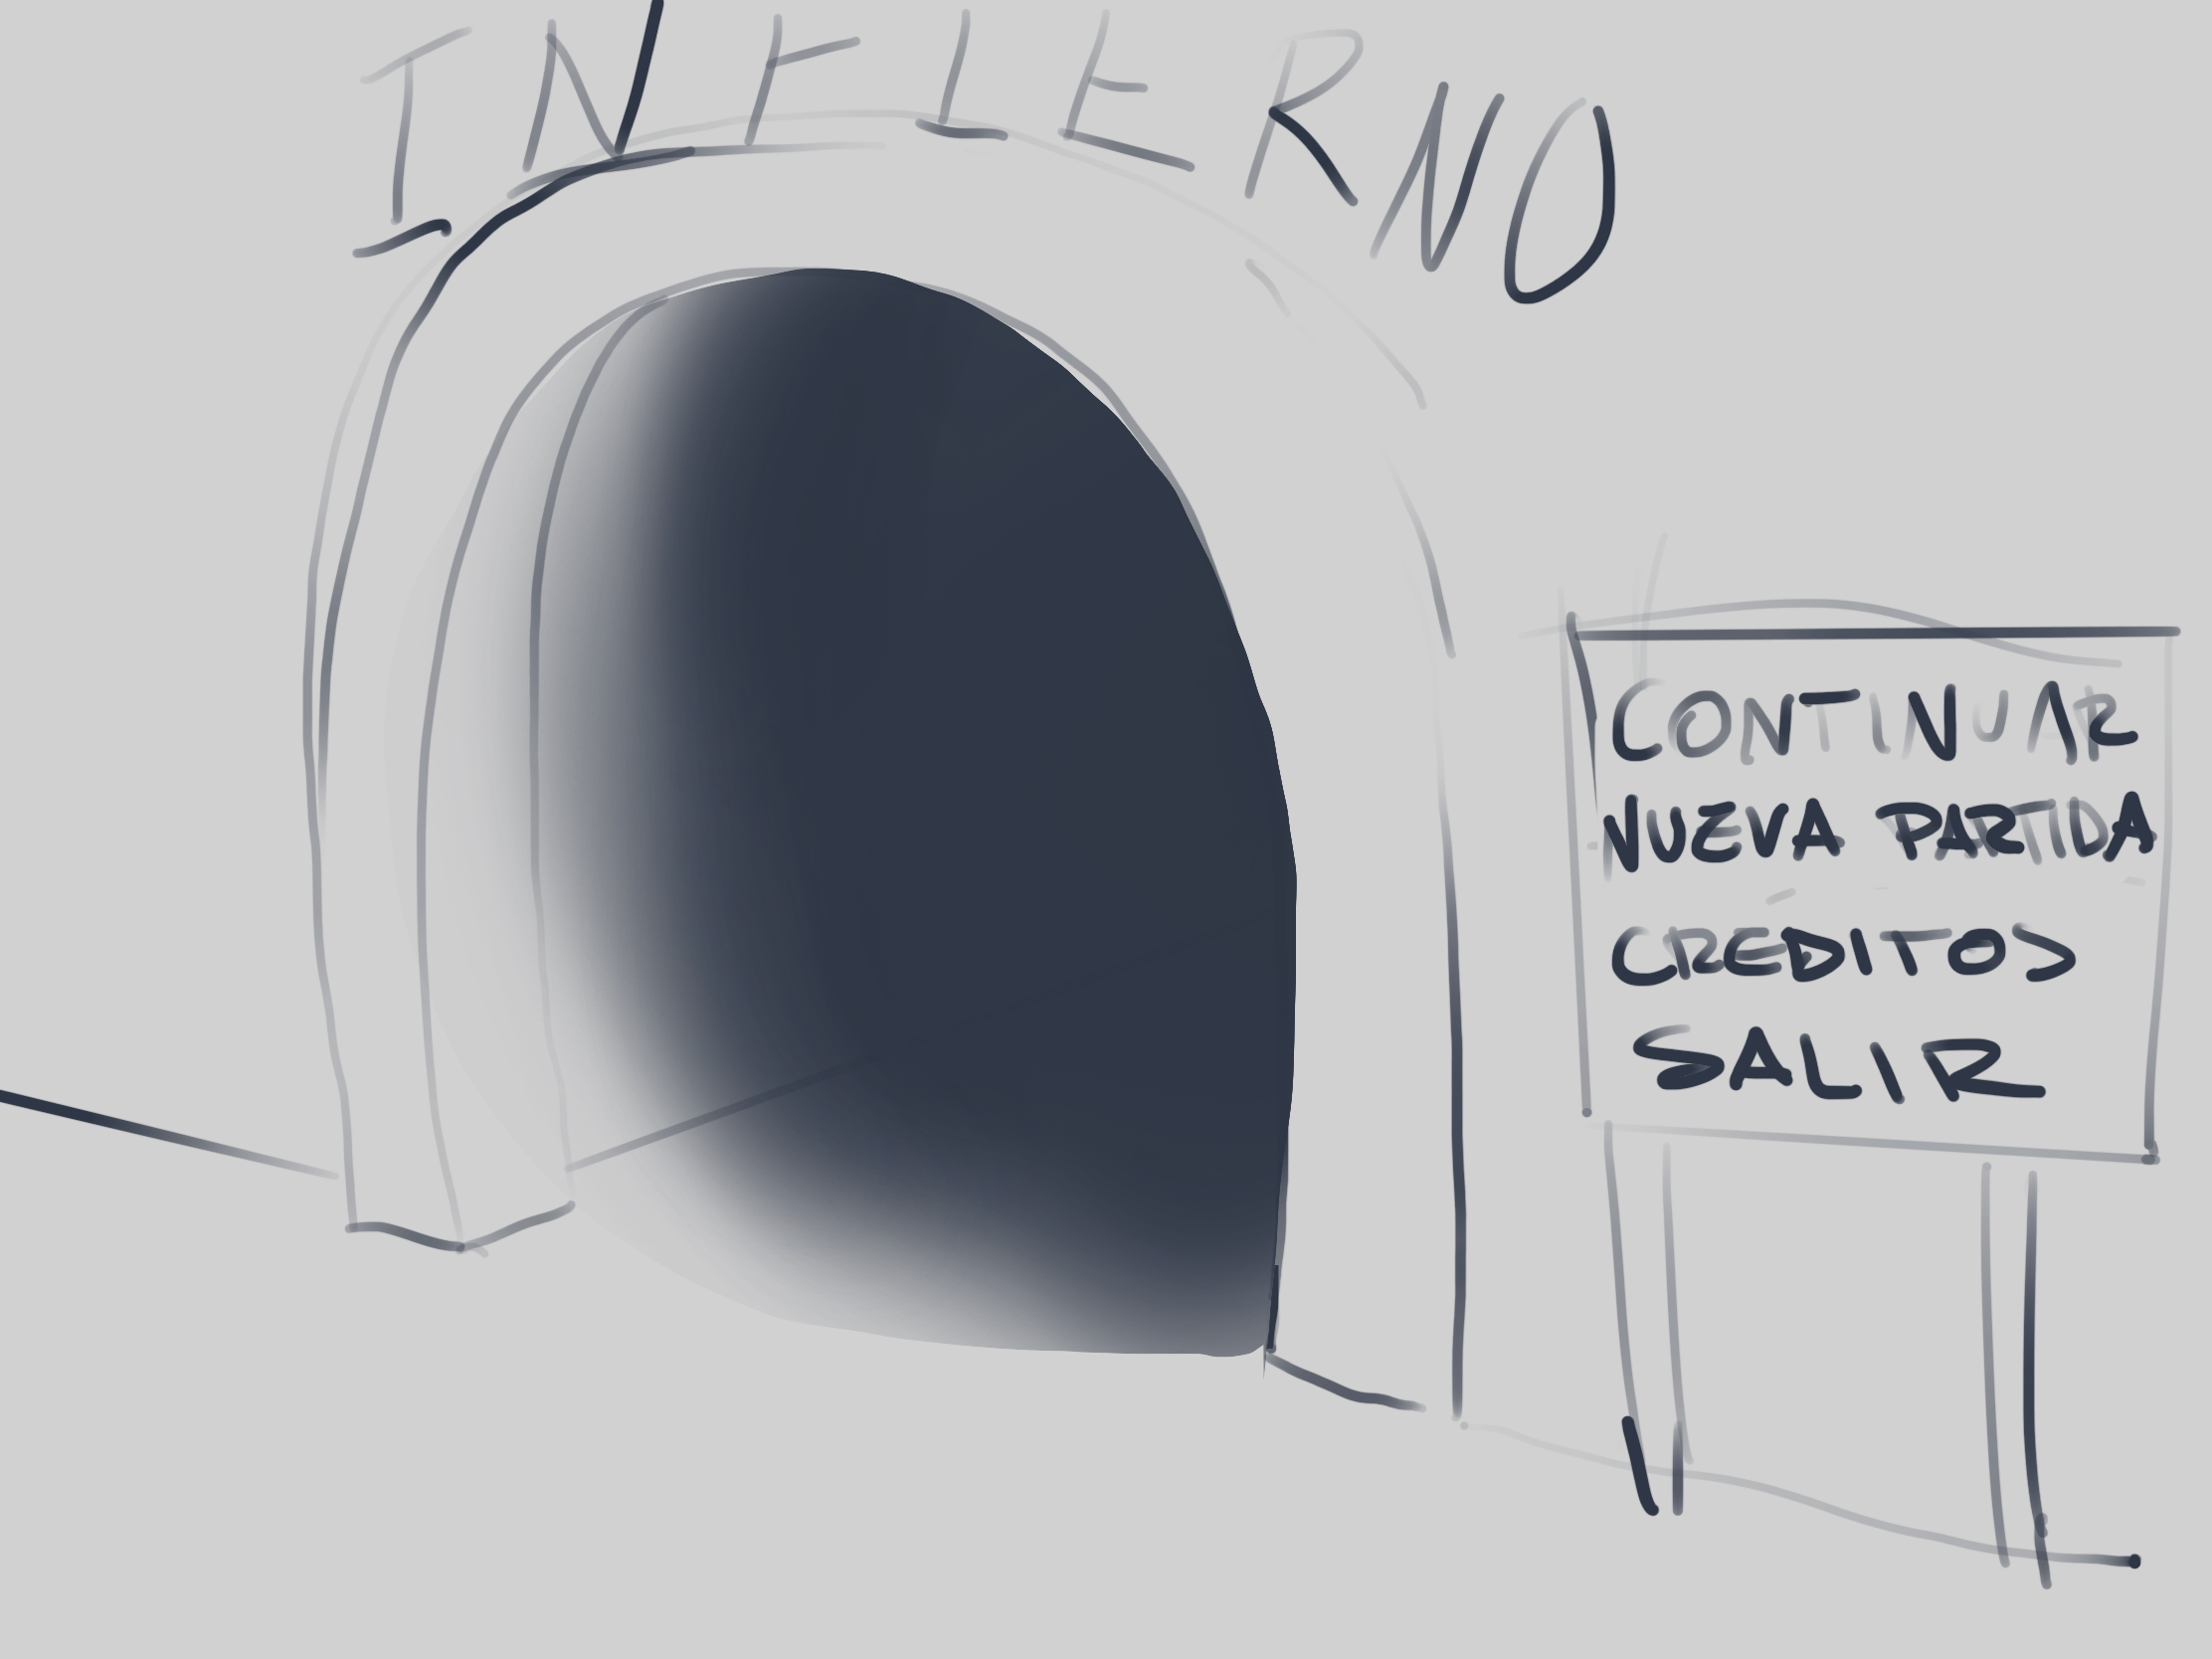 INFIERNO
CONTINUAR
NUEVA PARTIDA
CREDITOS
SALIR